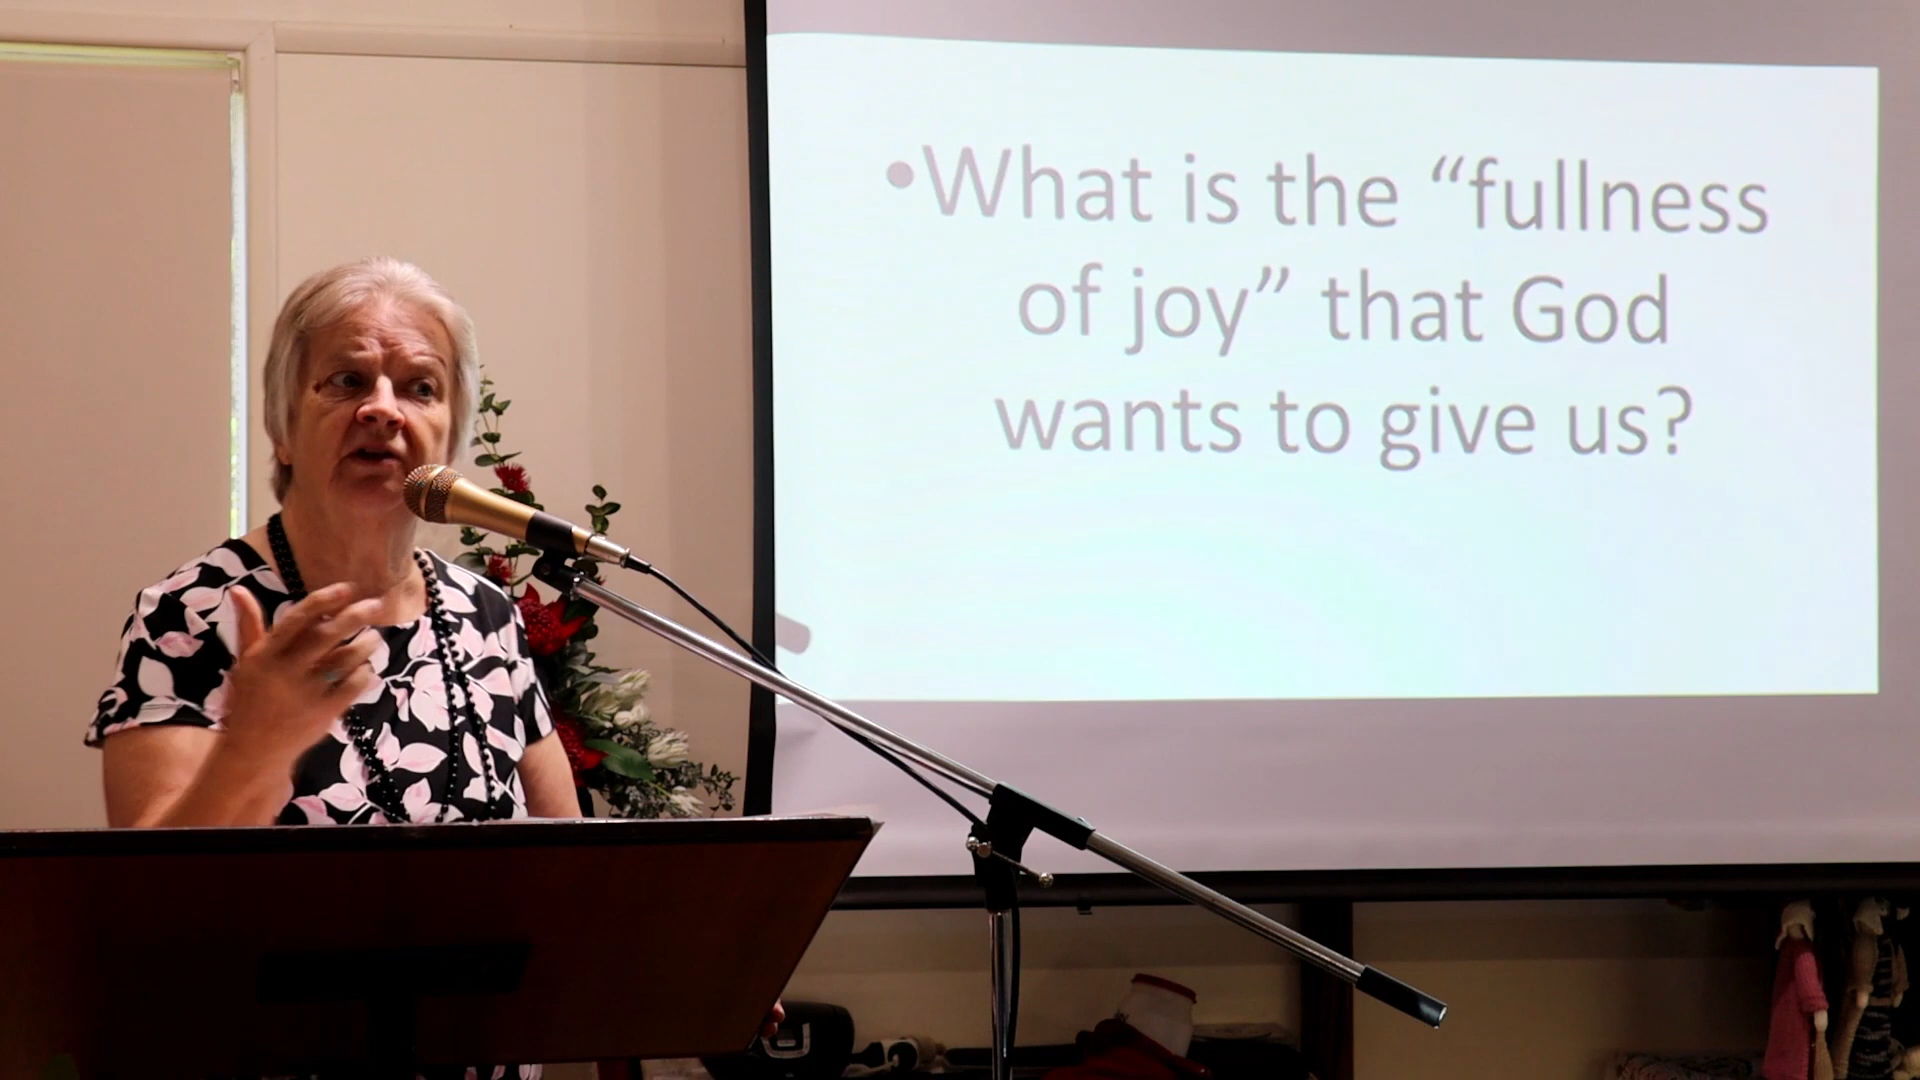 •What is the “fullness
of joy” that God
wants to give us?